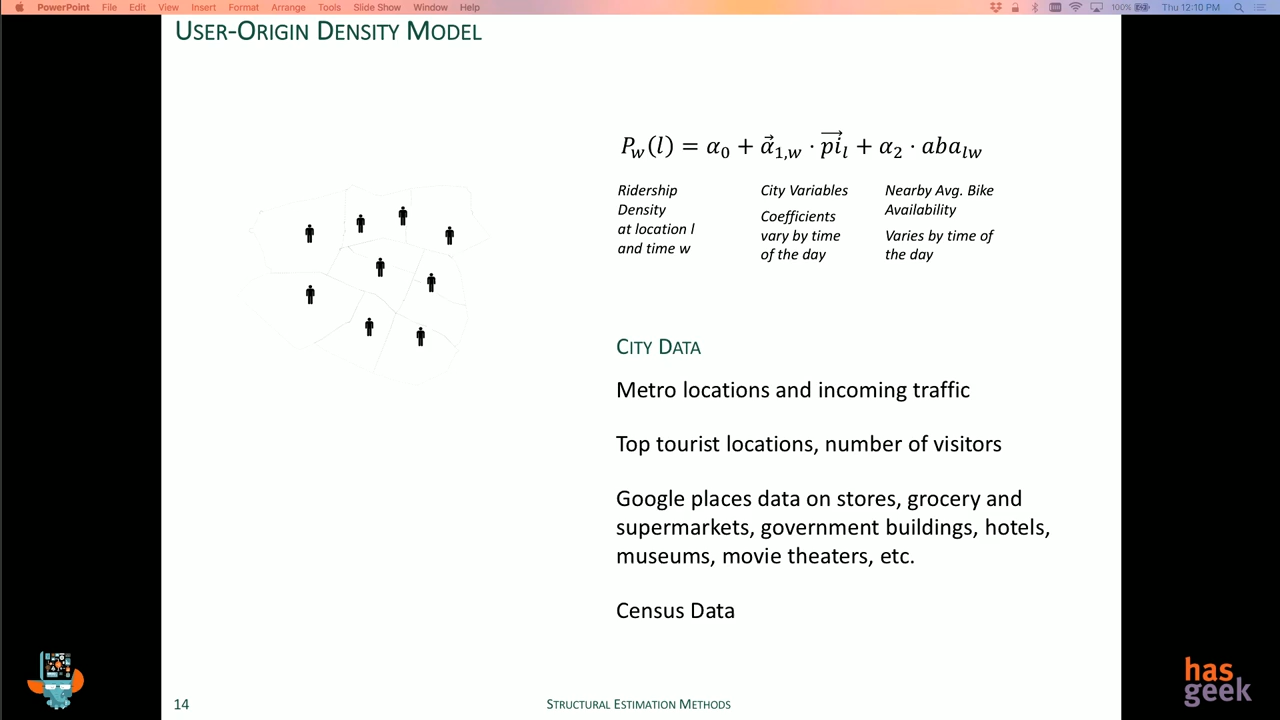 PowerPoint File Edit View Insert Format Arrange Tools Slide Show Window Help 100% Thu 12:10 PM
USER-ORIGIN DENSITY MODEL
P_w(l) = α_0 + α⃗_{1,w} · \overrightarrow{pi}_l + α_2 · aba_{lw}
Ridership
Density
at location l
and time w
City Variables
Coefficients
vary by time
of the day
Nearby Avg. Bike
Availability
Varies by time of
the day
CITY DATA
Metro locations and incoming traffic
Top tourist locations, number of visitors
Google places data on stores, grocery and
supermarkets, government buildings, hotels,
museums, movie theaters, etc.
Census Data
14
STRUCTURAL ESTIMATION METHODS
has
geek